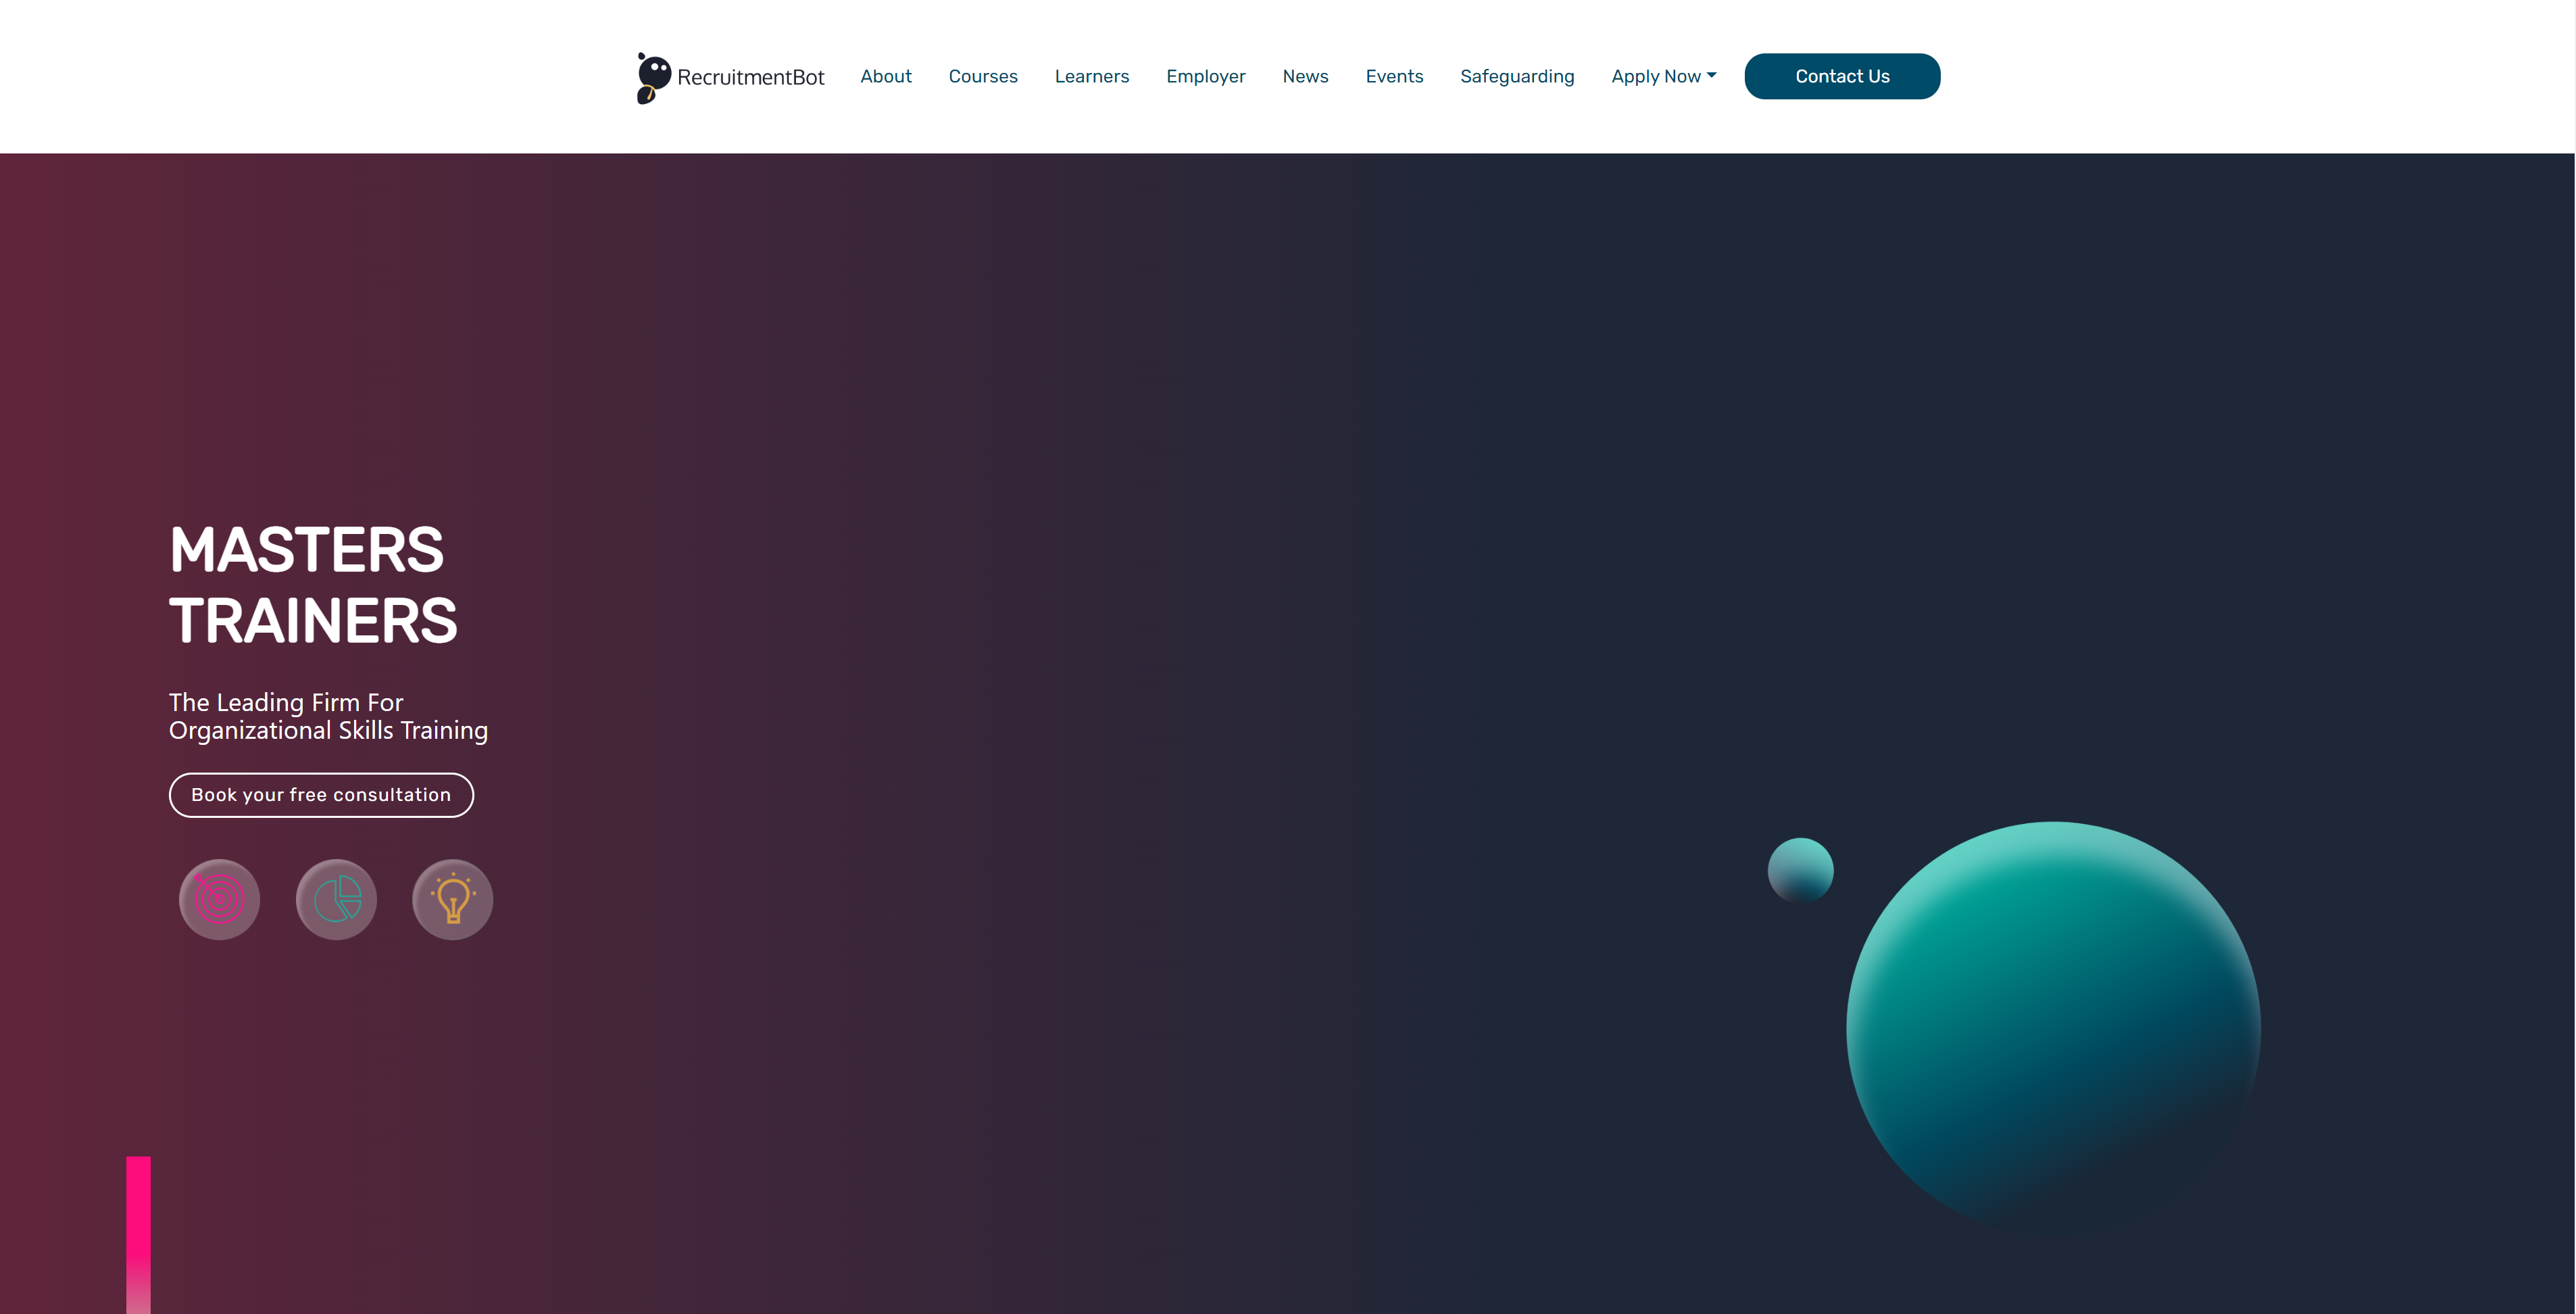 RecruitmentBot About Courses Learners Employer News Events Safeguarding Apply Now Contact Us
MASTERS
TRAINERS
The Leading Firm For
Organizational Skills Training
Book your free consultation